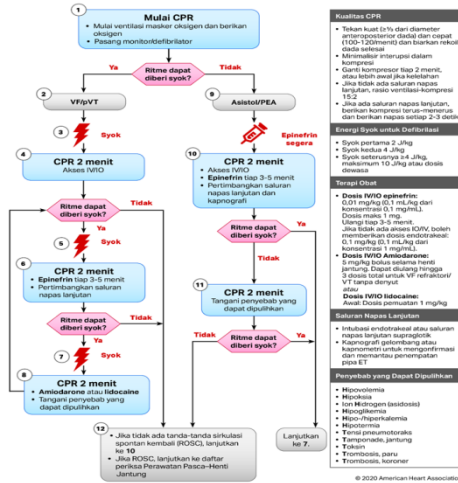 1
Mulai CPR
• Mulai ventilasi masker oksigen dan berikan
oksigen
• Pasang monitor/defibrilator
Ya
Ritme dapat
diberi syok?
Tidak
2
VF/pVT
9
Asistol/PEA
3
Syok
Epinefrin
segera
4
CPR 2 menit
Akses IV/IO
10
CPR 2 menit
• Akses IV/IO
• Epinefrin tiap 3-5 menit
• Pertimbangkan saluran
napas lanjutan dan
kapnografi
Ritme dapat
diberi syok?
Tidak
Ya
5
Syok
6
CPR 2 menit
• Epinefrin tiap 3-5 menit
• Pertimbangkan saluran
napas lanjutan
Ritme dapat
diberi syok?
Ya
Tidak
11
CPR 2 menit
Tangani penyebab yang
dapat dipulihkan
Ritme dapat
diberi syok?
Tidak
Ya
7
Syok
8
CPR 2 menit
• Amiodarone atau lidocaine
• Tangani penyebab yang
dapat dipulihkan
Tidak
Ritme dapat
diberi syok?
Ya
12
• Jika tidak ada tanda-tanda sirkulasi
spontan kembali (ROSC), lanjutkan
ke 10
• Jika ROSC, lanjutkan ke daftar
periksa Perawatan Pasca-Henti
Jantung
Lanjutkan
ke 7.
Kualitas CPR
• Tekan kuat (≥⅓ dari diameter
anteroposterior dada) dan cepat
(100-120/menit) dan biarkan rekoil
dada selesai
• Minimalisir interupsi dalam
kompresi
• Ganti kompresor tiap 2 menit,
atau lebih awal jika kelelahan
• Jika tidak ada saluran napas
lanjutan, rasio ventilasi-kompresi
15:2
• Jika ada saluran napas lanjutan,
berikan kompresi terus-menerus
dan berikan napas setiap 2-3 detik
Energi Syok untuk Defibrilasi
• Syok pertama 2 J/kg
• Syok kedua 4 J/kg,
• Syok seterusnya ≥4 J/kg,
maksimum 10 J/kg atau dosis
dewasa
Terapi Obat
• Dosis IV/IO epinefrin:
0,01 mg/kg (0,1 mL/kg dari
konsentrasi 0,1 mg/mL).
Dosis maks 1 mg.
Ulangi tiap 3-5 menit.
Jika tidak ada akses IO/IV, boleh
memberikan dosis endotrakeal:
0,1 mg/kg (0,1 mL/kg dari
konsentrasi 1 mg/mL).
• Dosis IV/IO Amiodarone:
5 mg/kg bolus selama henti
jantung. Dapat diulang hingga
3 dosis total untuk VF refraktori/
VT tanpa denyut
atau
Dosis IV/IO lidocaine:
Awal: Dosis pemuatan 1 mg/kg
Saluran Napas Lanjutan
• Intubasi endotrakeal atau saluran
napas lanjutan supraglotik
• Kapnografi gelombang atau
kapnometri untuk mengonfirmasi
dan memantau penempatan
pipa ET
Penyebab yang Dapat Dipulihkan
• Hipovolemia
• Hipoksia
• Ion Hidrogen (asidosis)
• Hipoglikemia
• Hipo-/hiperkalemia
• Hipotermia
• Tensi pneumotoraks
• Tamponade, jantung
• Toksin
• Trombosis, paru
• Trombosis, koroner
© 2020 American Heart Association